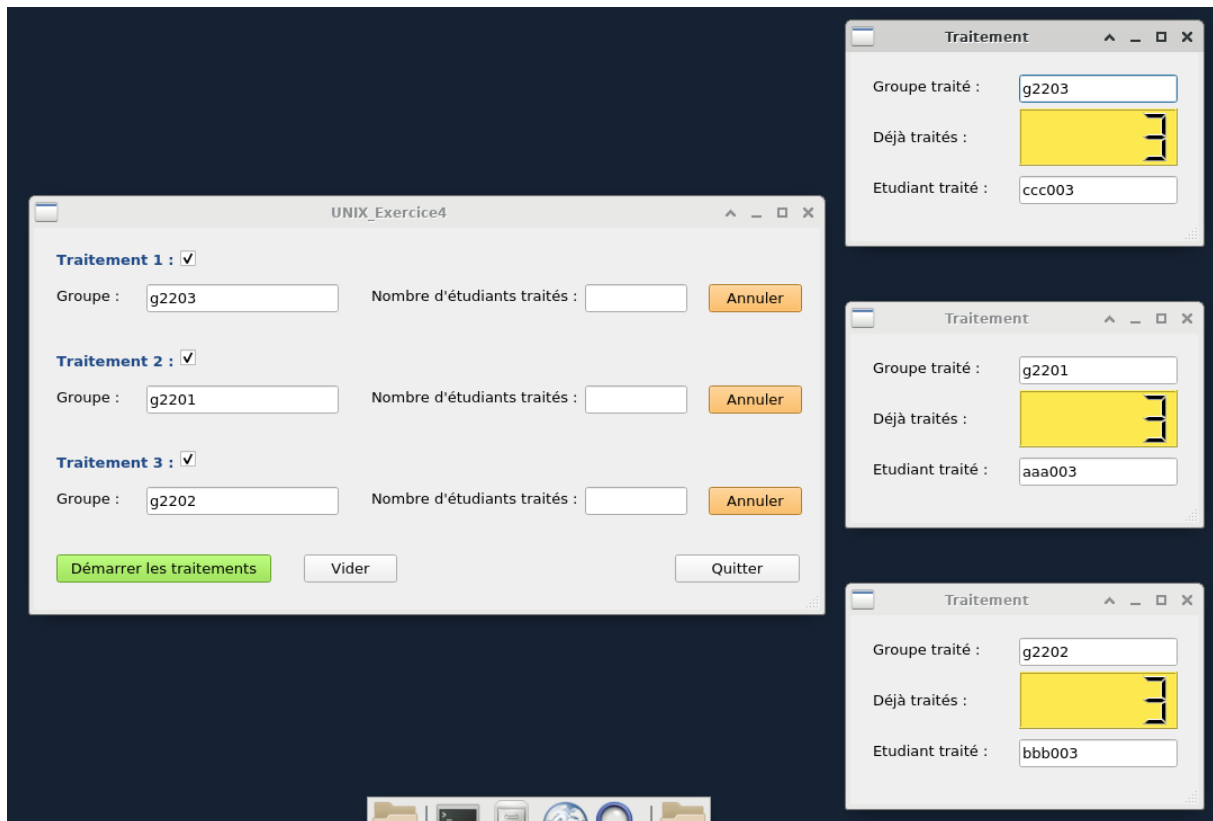 UNIX_Exercice4
Traitement 1 :
Groupe : g2203 Nombre d'étudiants traités : Annuler
Traitement 2 :
Groupe : g2201 Nombre d'étudiants traités : Annuler
Traitement 3 :
Groupe : g2202 Nombre d'étudiants traités : Annuler
Démarrer les traitements Vider Quitter
Traitement
Groupe traité : g2203
Déjà traités : 3
Etudiant traité : ccc003
Traitement
Groupe traité : g2201
Déjà traités : 3
Etudiant traité : aaa003
Traitement
Groupe traité : g2202
Déjà traités : 3
Etudiant traité : bbb003